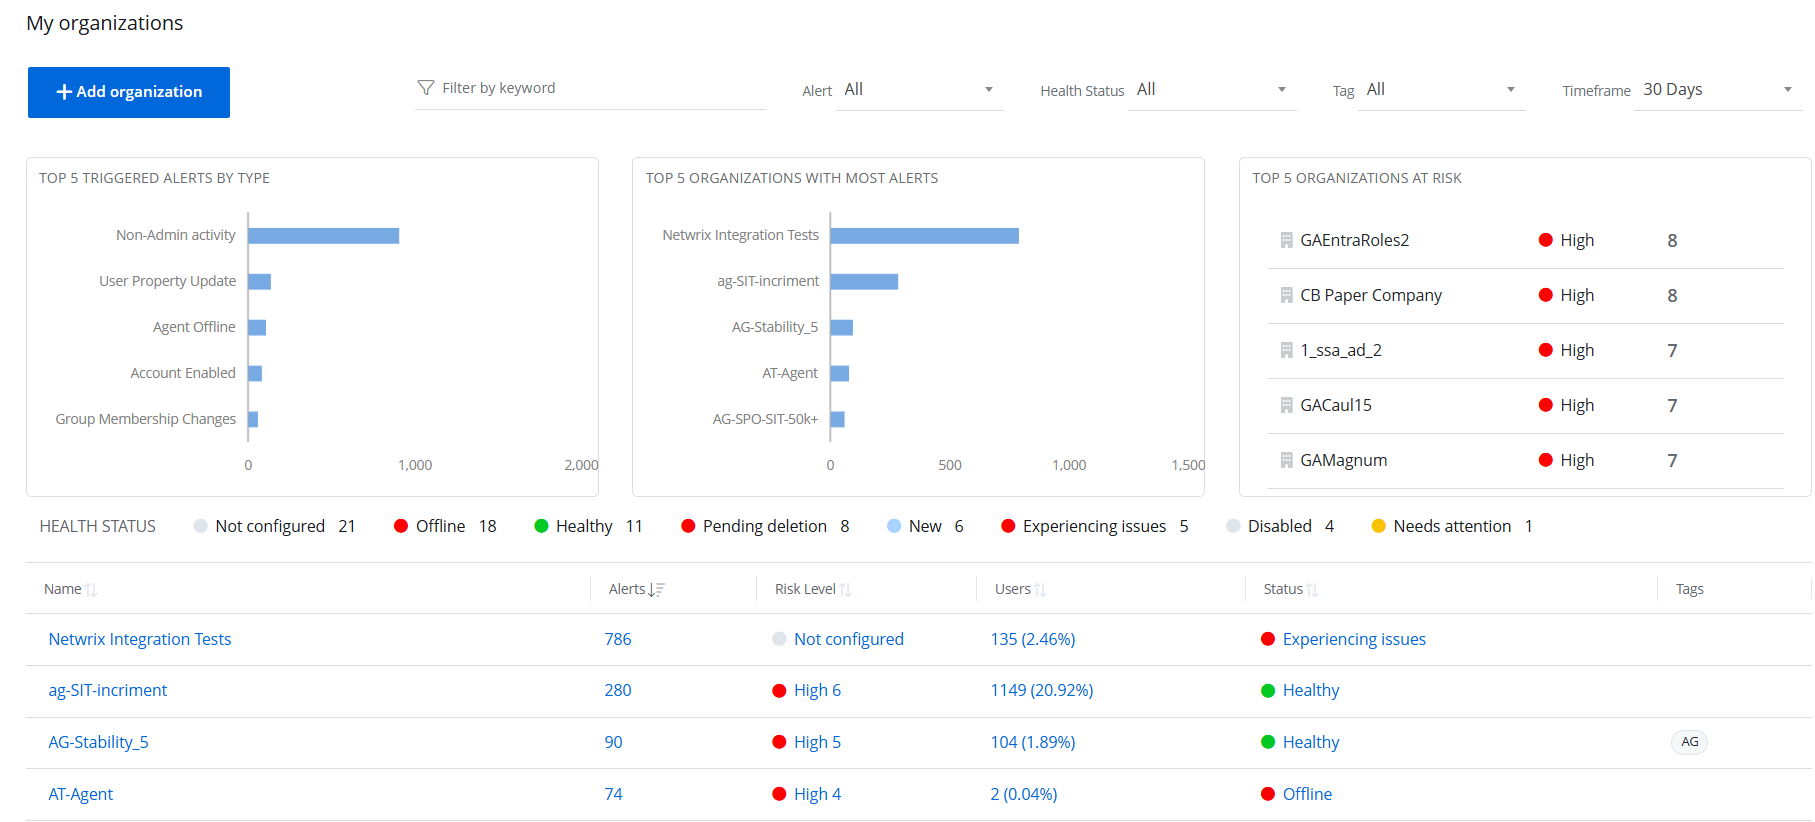 My organizations
Add organization
Filter by keyword
Alert All
Health Status All
Tag All
Timeframe 30 Days
TOP 5 TRIGGERED ALERTS BY TYPE
Non-Admin activity
User Property Update
Agent Offline
Account Enabled
Group Membership Changes
0 1,000 2,000
TOP 5 ORGANIZATIONS WITH MOST ALERTS
Netwrix Integration Tests
ag-SIT-incriment
AG-Stability_5
AT-Agent
AG-SPO-SIT-50k+
0 500 1,000 1,500
TOP 5 ORGANIZATIONS AT RISK
GAEntraRoles2 High 8
CB Paper Company High 8
1_ssa_ad_2 High 7
GACaul15 High 7
GAMagnum High 7
HEALTH STATUS Not configured 21 Offline 18 Healthy 11 Pending deletion 8 New 6 Experiencing issues 5 Disabled 4 Needs attention 1
Name Alerts Risk Level Users Status Tags
Netwrix Integration Tests 786 Not configured 135 (2.46%) Experiencing issues
ag-SIT-incriment 280 High 6 1149 (20.92%) Healthy
AG-Stability_5 90 High 5 104 (1.89%) Healthy AG
AT-Agent 74 High 4 2 (0.04%) Offline